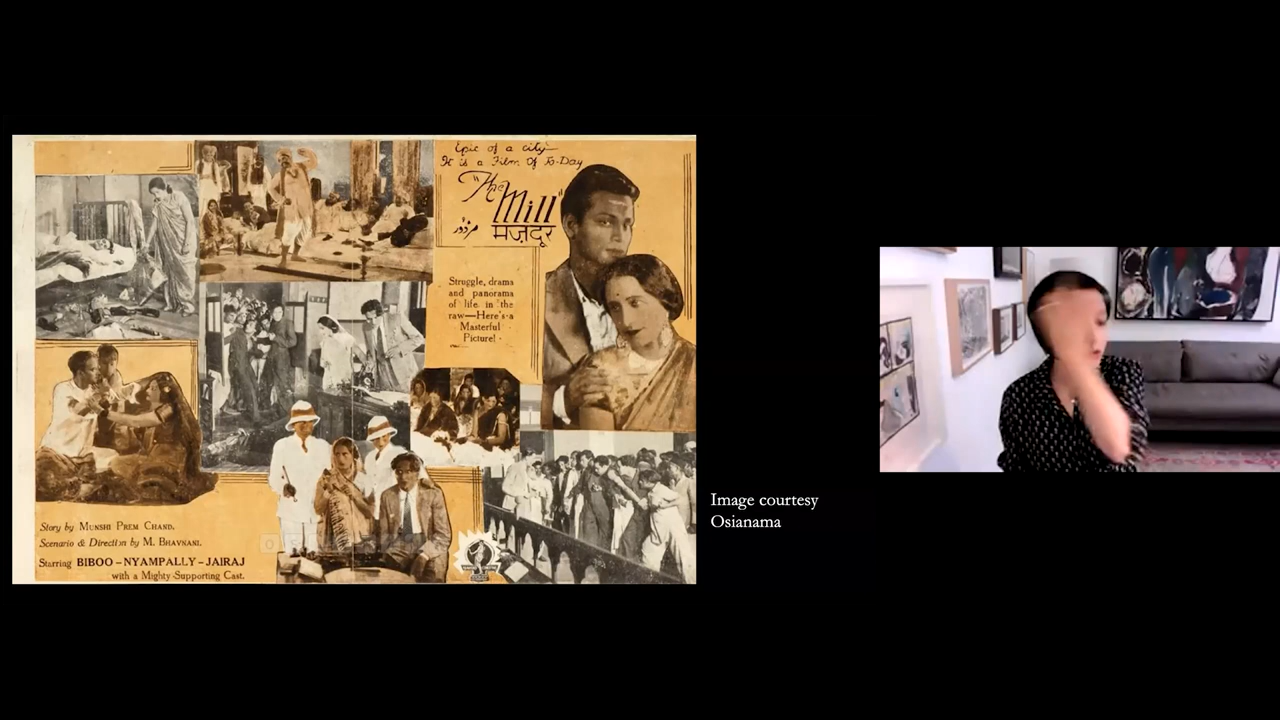 Epic of a city
It is a Film Of To-Day
"The
Mill"
مزدور
मज़दूर
Struggle, drama
and panorama
of life in the
raw—Here's a
Masterful
Picture!
Story by MUNSHI PREM CHAND.
Scenario & Direction by M. BHAVNANI.
Starring BIBOO–NYAMPALLY–JAIRAJ
with a Mighty Supporting Cast.
Image courtesy
Osianama